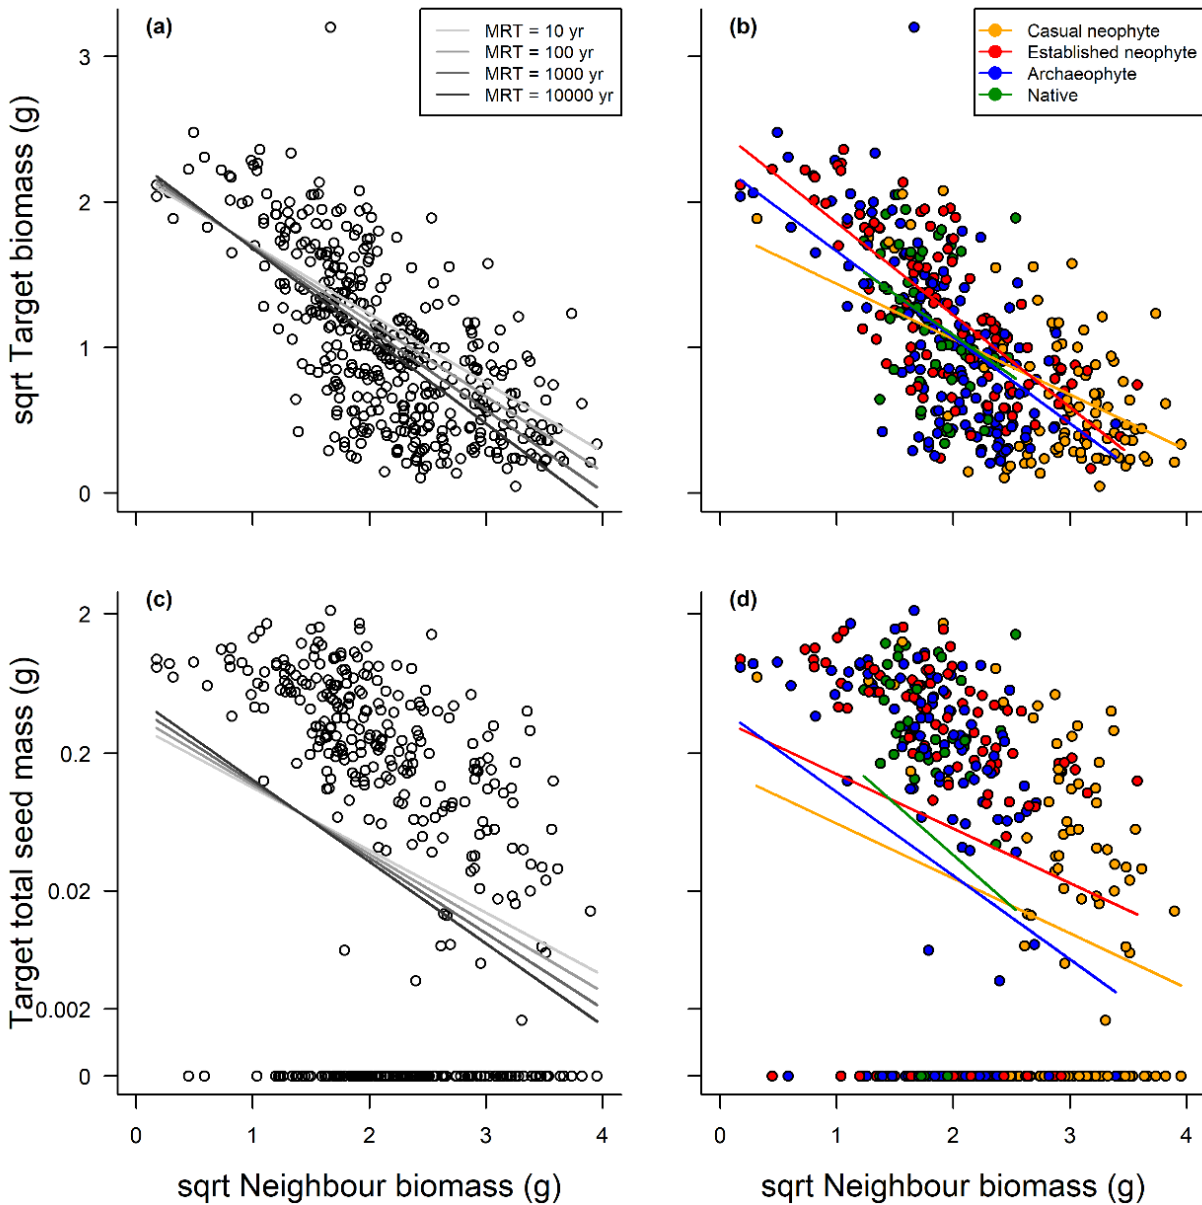 (a)
MRT = 10 yr
MRT = 100 yr
MRT = 1000 yr
MRT = 10000 yr
(b)
Casual neophyte
Established neophyte
Archaeophyte
Native
sqrt Target biomass (g)
3
2
1
0
(c)
(d)
Target total seed mass (g)
2
0.2
0.02
0.002
0
0 1 2 3 4
0 1 2 3 4
sqrt Neighbour biomass (g)
sqrt Neighbour biomass (g)